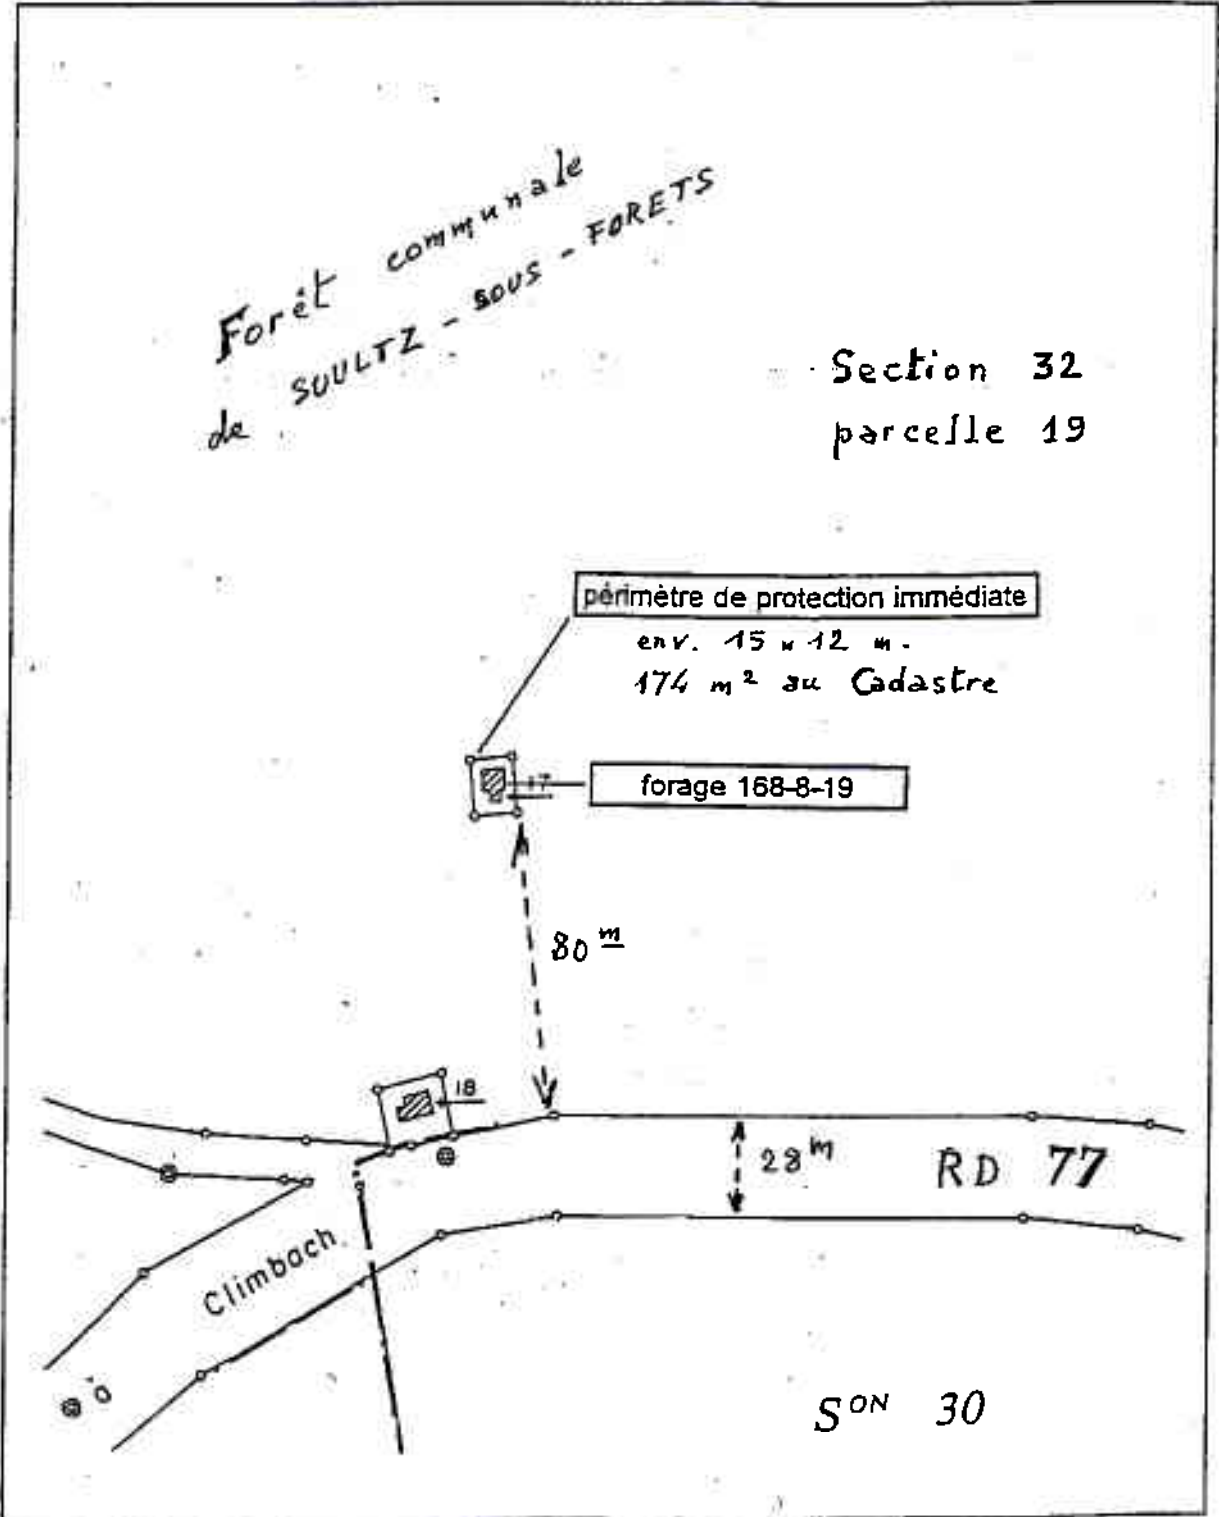 Forêt communale
de SOULTZ - SOUS - FORETS
Section 32
parcelle 19
périmètre de protection immédiate
env. 15 x 12 m.
174 m² au Cadastre
17
forage 168-8-19
80 m
18
28 m
RD 77
Climbach
à
S ON 30